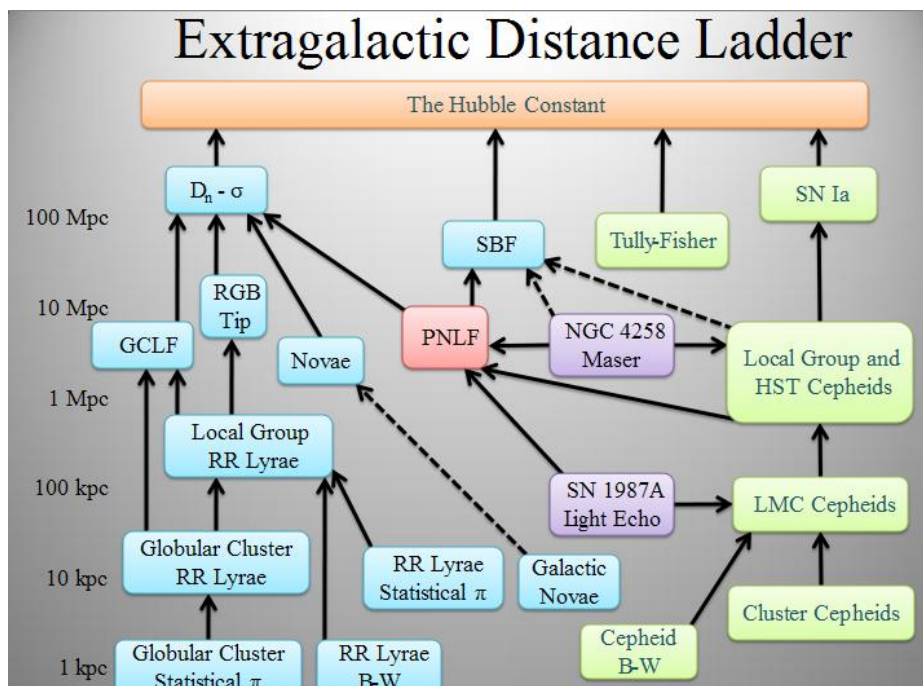 Extragalactic Distance Ladder
The Hubble Constant
Dₙ - σ
SN Ia
100 Mpc
SBF
Tully-Fisher
RGB
Tip
10 Mpc
GCLF
Novae
PNLF
NGC 4258
Maser
Local Group and
HST Cepheids
1 Mpc
Local Group
RR Lyrae
100 kpc
SN 1987A
Light Echo
LMC Cepheids
Globular Cluster
RR Lyrae
RR Lyrae
Statistical π
Galactic
Novae
10 kpc
Cluster Cepheids
Cepheid
B-W
Globular Cluster
Statistical π
RR Lyrae
B-W
1 kpc